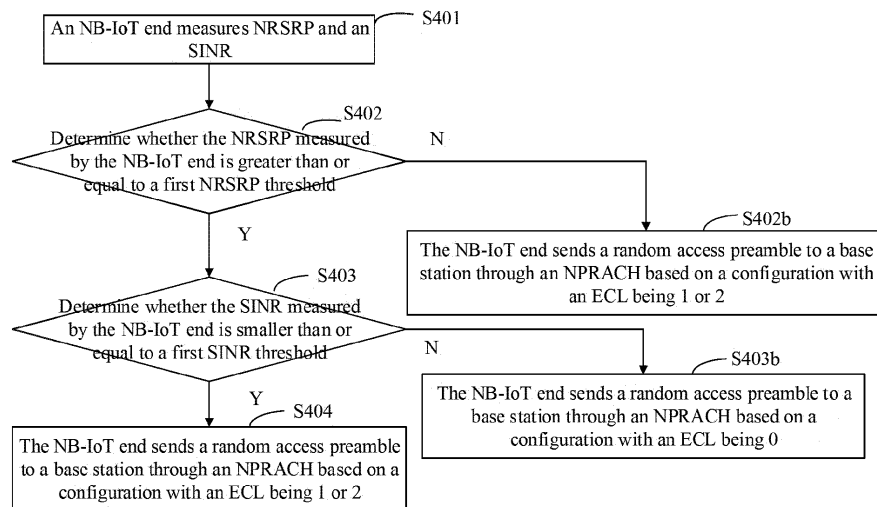 S401
An NB-IoT end measures NRSRP and an
SINR
S402
Determine whether the NRSRP measured
by the NB-IoT end is greater than or
equal to a first NRSRP threshold
N
Y
S402b
The NB-IoT end sends a random access preamble to a base
station through an NPRACH based on a configuration with
an ECL being 1 or 2
S403
Determine whether the SINR measured
by the NB-IoT end is smaller than or
equal to a first SINR threshold
N
Y
S403b
The NB-IoT end sends a random access preamble to a
base station through an NPRACH based on a
configuration with an ECL being 0
S404
The NB-IoT end sends a random access preamble
to a base station through an NPRACH based on a
configuration with an ECL being 1 or 2